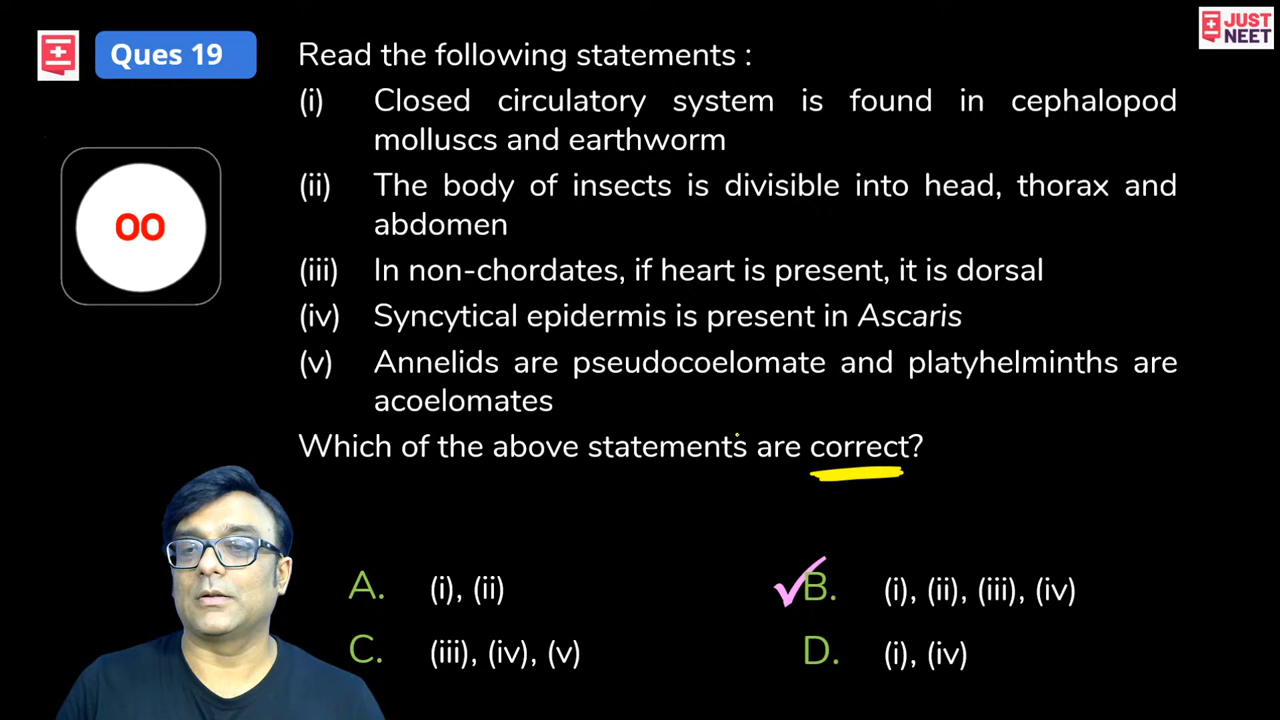 Ques 19
JUST
NEET
Read the following statements :
(i) Closed circulatory system is found in cephalopod
molluscs and earthworm
(ii) The body of insects is divisible into head, thorax and
abdomen
00
(iii) In non-chordates, if heart is present, it is dorsal
(iv) Syncytical epidermis is present in Ascaris
(v) Annelids are pseudocoelomate and platyhelminths are
acoelomates
Which of the above statements are correct?
A. (i), (ii)
B. (i), (ii), (iii), (iv)
C. (iii), (iv), (v)
D. (i), (iv)